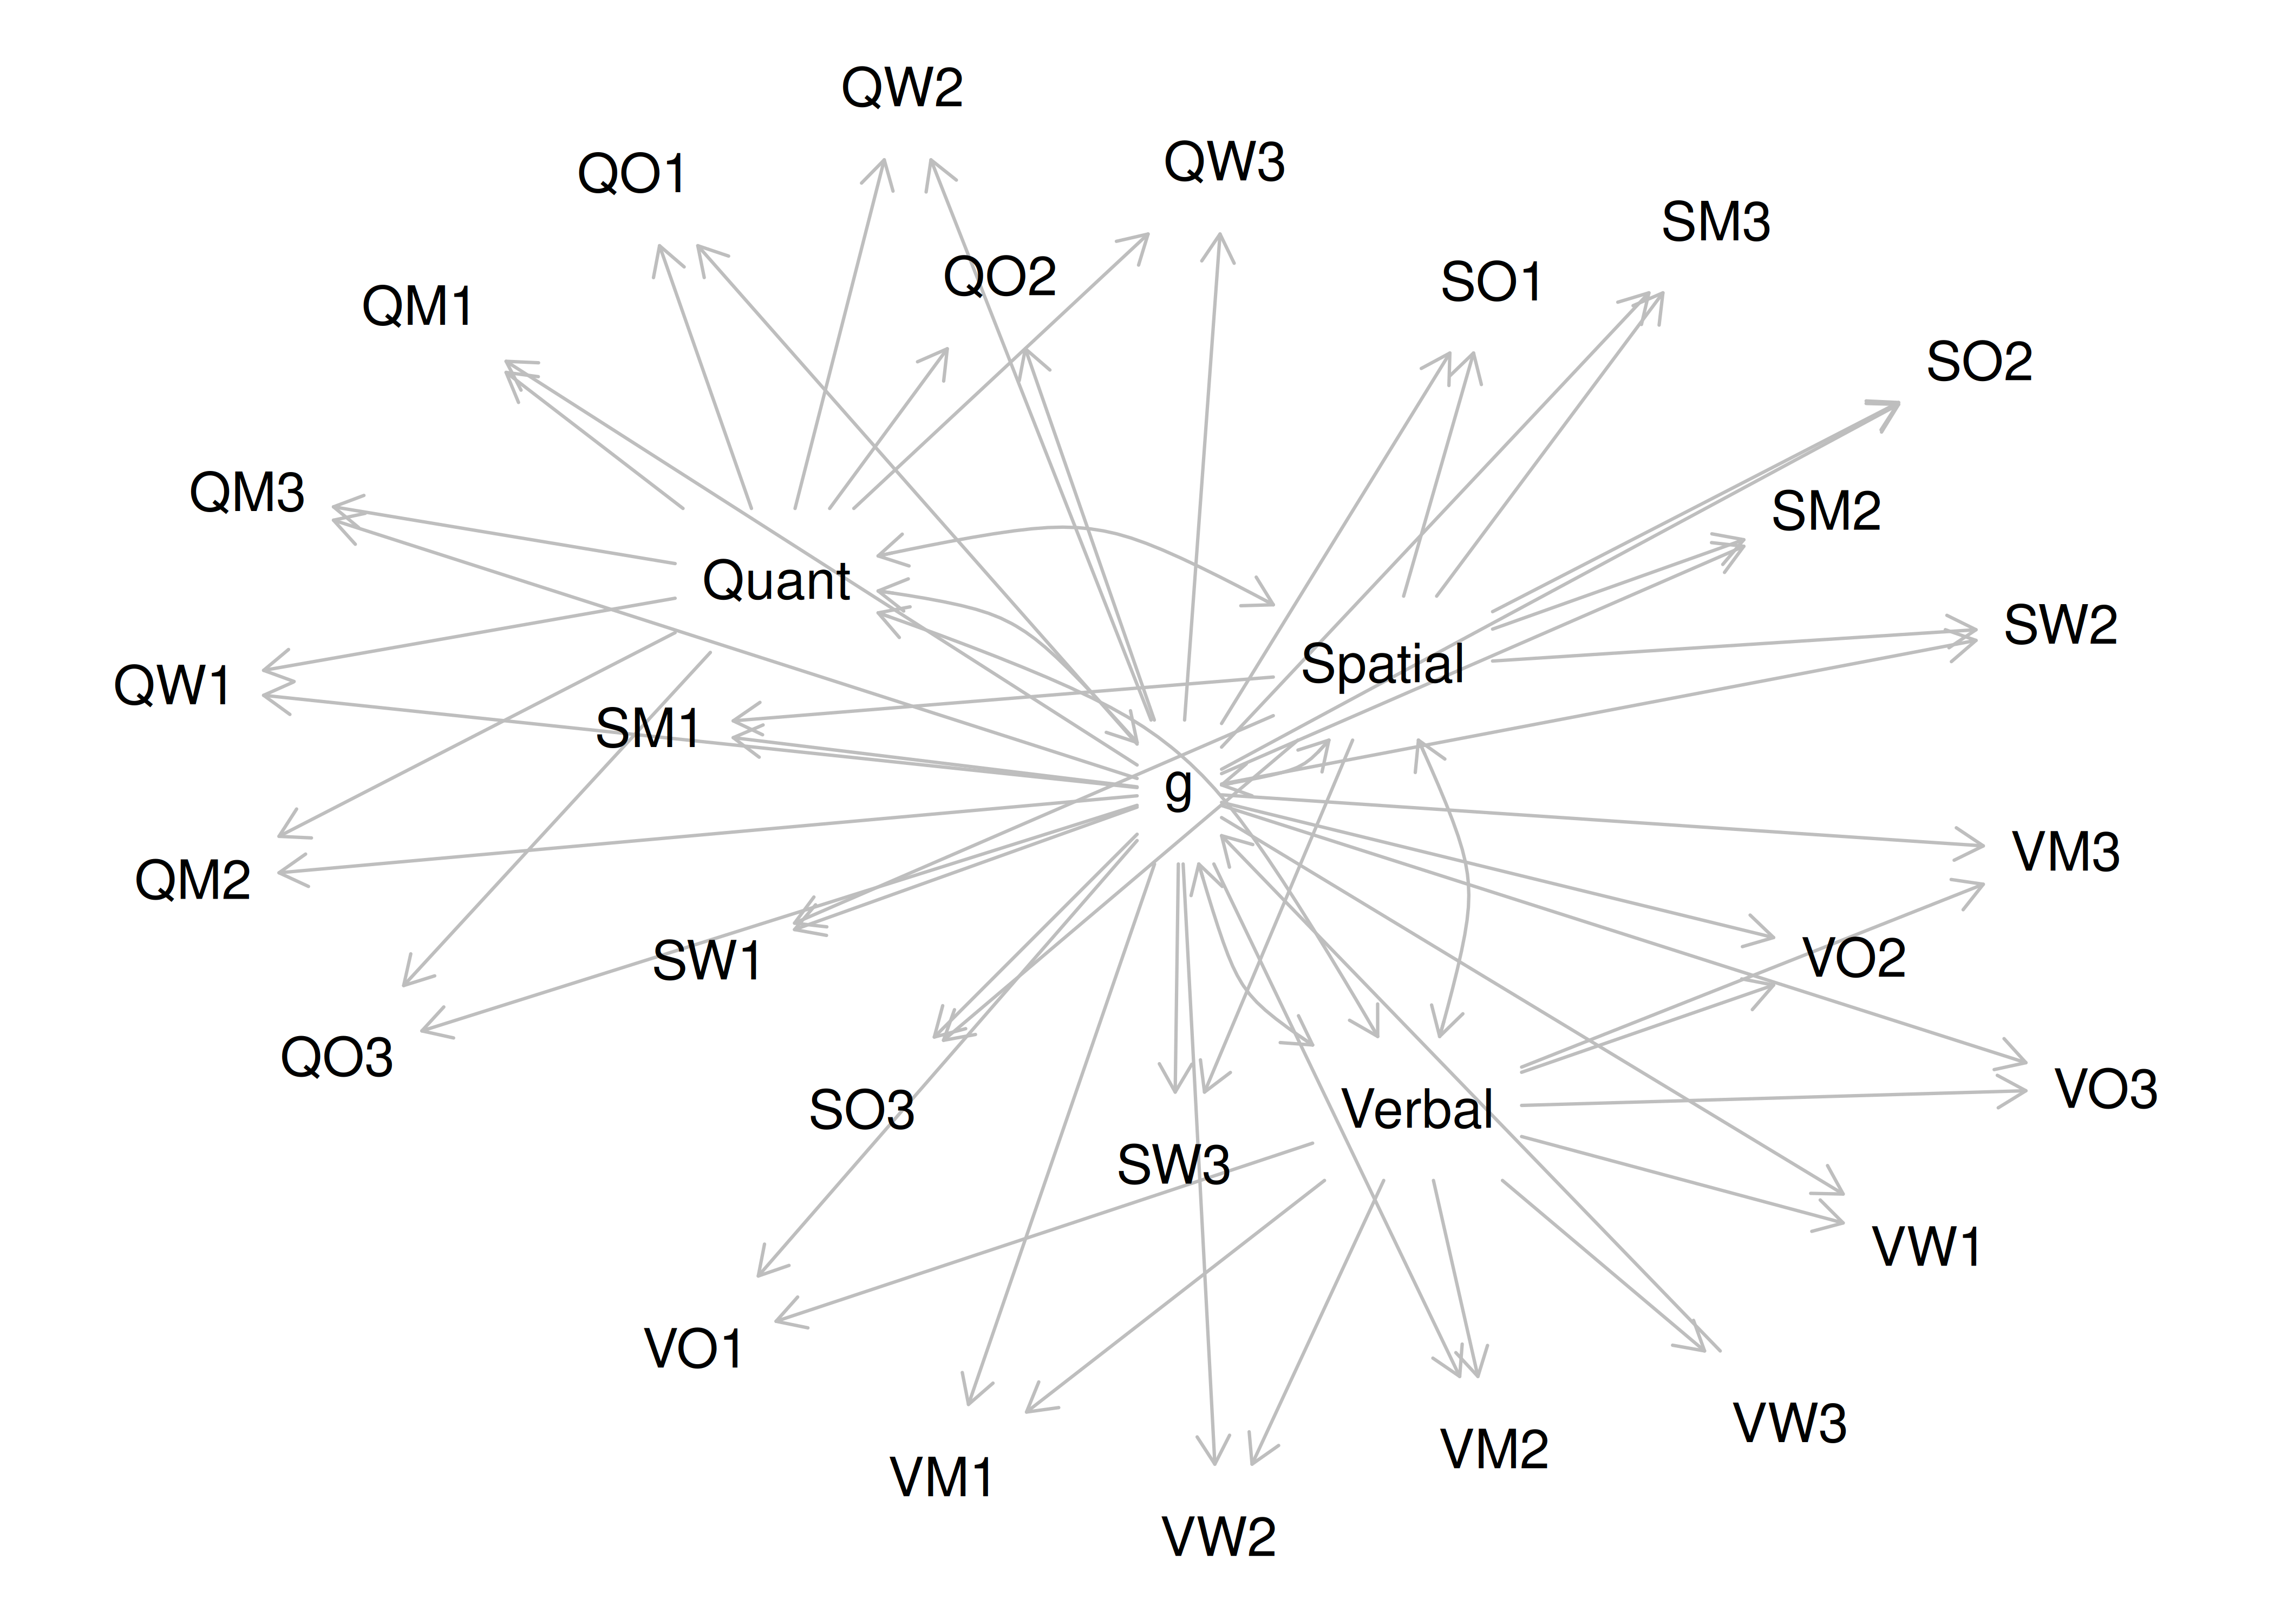 QW2
QW3
QO1
SM3
QO2
SO1
QM1
SO2
QM3
SM2
Quant
SW2
Spatial
QW1
SM1
g
VM3
QM2
VO2
SW1
QO3
VO3
SO3
Verbal
SW3
VW1
VO1
VW3
VM2
VM1
VW2